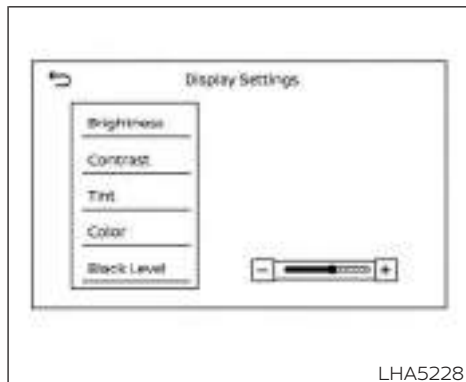 Display Settings
Brightness
Contrast
Tint
Color
Black Level
- +
LHA5228